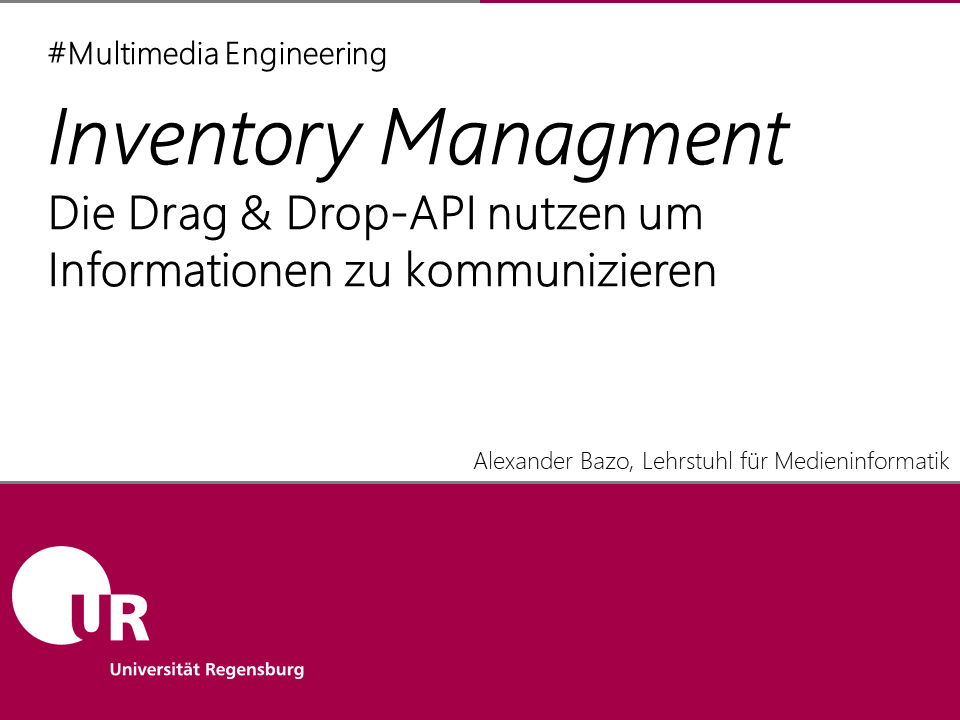 #Multimedia Engineering
Inventory Managment
Die Drag & Drop-API nutzen um
Informationen zu kommunizieren
Alexander Bazo, Lehrstuhl für Medieninformatik
UR
Universität Regensburg